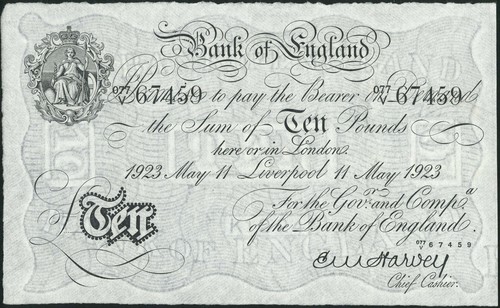 Bank of England
077/V 67459 077/V 67459
to pay the Bearer on Demand
the Sum of Ten Pounds
here or in London.
1923 May 11 Liverpool 11 May 1923
For the Govr. and Compa.
of the Bank of England.
Ten
077/V 67459
E M Harvey
Chief Cashier.